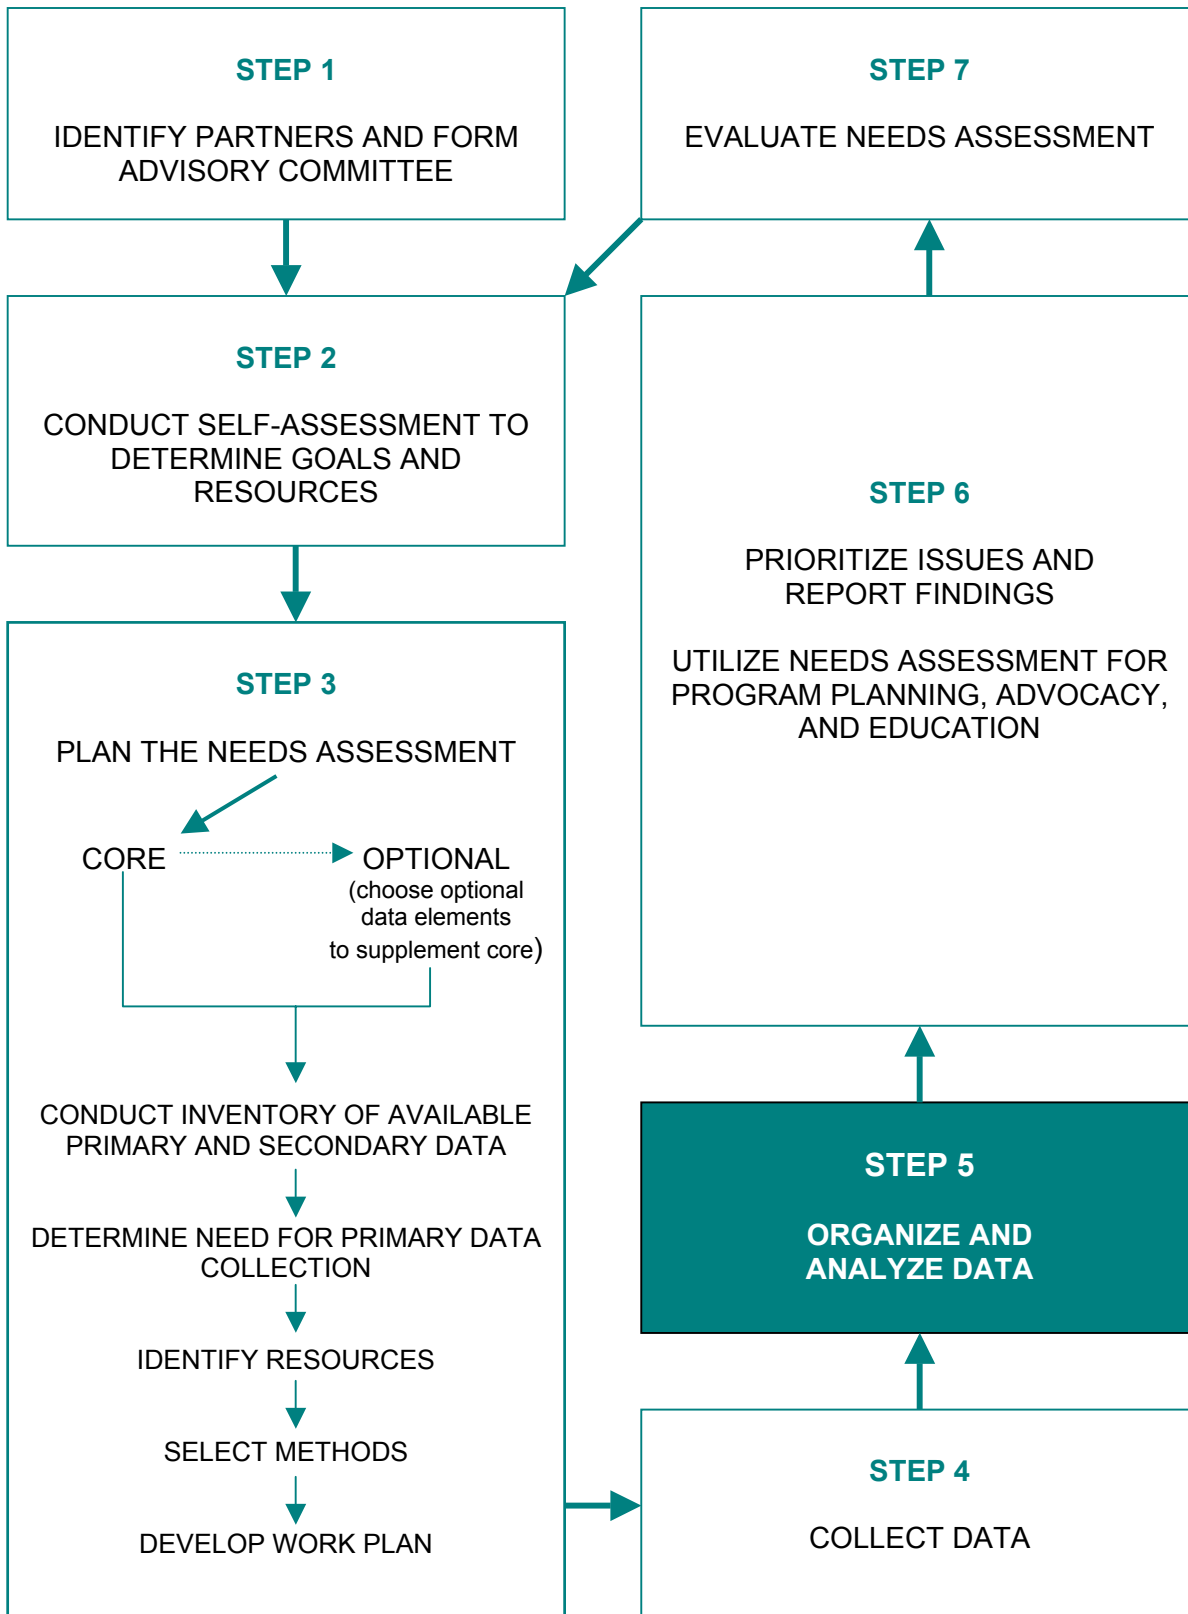 STEP 1
IDENTIFY PARTNERS AND FORM
ADVISORY COMMITTEE
STEP 2
CONDUCT SELF-ASSESSMENT TO
DETERMINE GOALS AND
RESOURCES
STEP 3
PLAN THE NEEDS ASSESSMENT
CORE
OPTIONAL
(choose optional
data elements
to supplement core)
CONDUCT INVENTORY OF AVAILABLE
PRIMARY AND SECONDARY DATA
DETERMINE NEED FOR PRIMARY DATA
COLLECTION
IDENTIFY RESOURCES
SELECT METHODS
DEVELOP WORK PLAN
STEP 4
COLLECT DATA
STEP 5
ORGANIZE AND
ANALYZE DATA
STEP 6
PRIORITIZE ISSUES AND
REPORT FINDINGS
UTILIZE NEEDS ASSESSMENT FOR
PROGRAM PLANNING, ADVOCACY,
AND EDUCATION
STEP 7
EVALUATE NEEDS ASSESSMENT